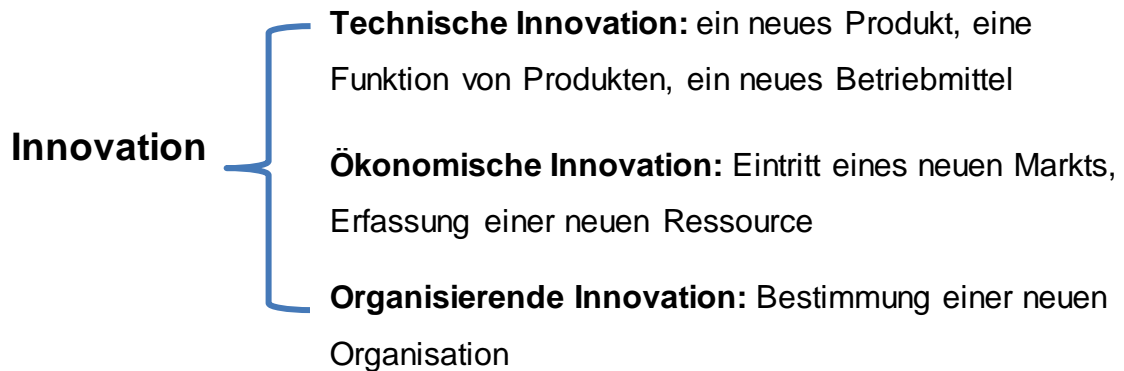 Technische Innovation: ein neues Produkt, eine
Funktion von Produkten, ein neues Betriebmittel
Innovation
Ökonomische Innovation: Eintritt eines neuen Markts,
Erfassung einer neuen Ressource
Organisierende Innovation: Bestimmung einer neuen
Organisation